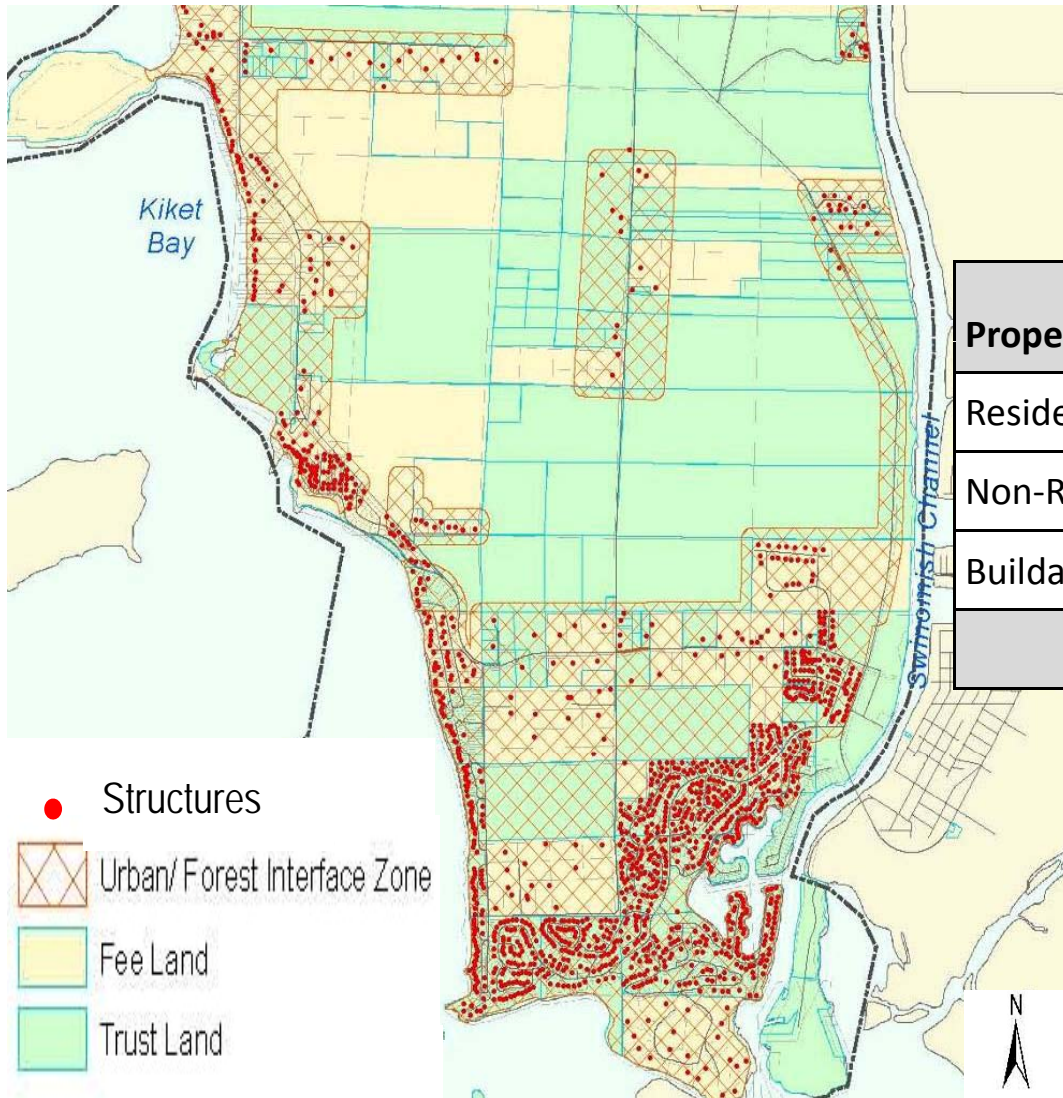 Kiket
Bay
Prope
Reside
Non-R
Builda
Swinomish Channel
Structures
Urban/ Forest Interface Zone
Fee Land
Trust Land
N